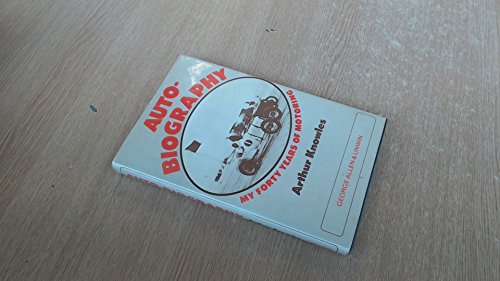 AUTO-
BIOGRAPHY
MY FORTY YEARS OF MOTORING
Arthur Knowles
GEORGE ALLEN & UNWIN